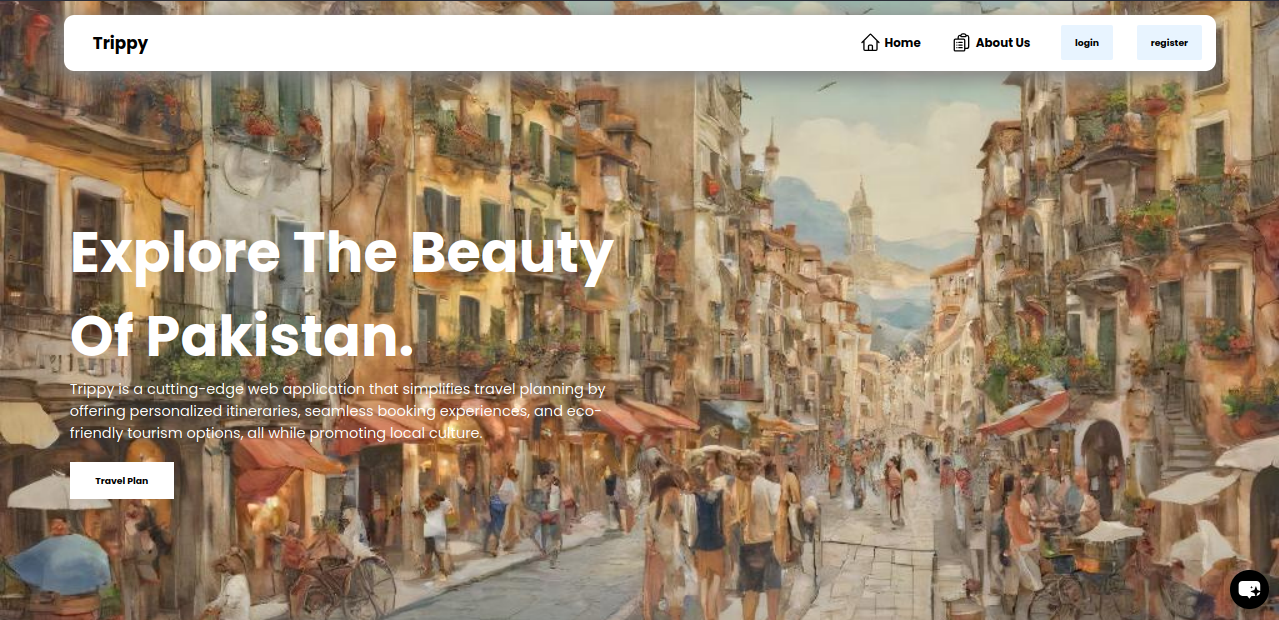 Trippy
Home
About Us
login
register
Explore The Beauty
Of Pakistan.
Trippy is a cutting-edge web application that simplifies travel planning by
offering personalized itineraries, seamless booking experiences, and eco-
friendly tourism options, all while promoting local culture.
Travel Plan